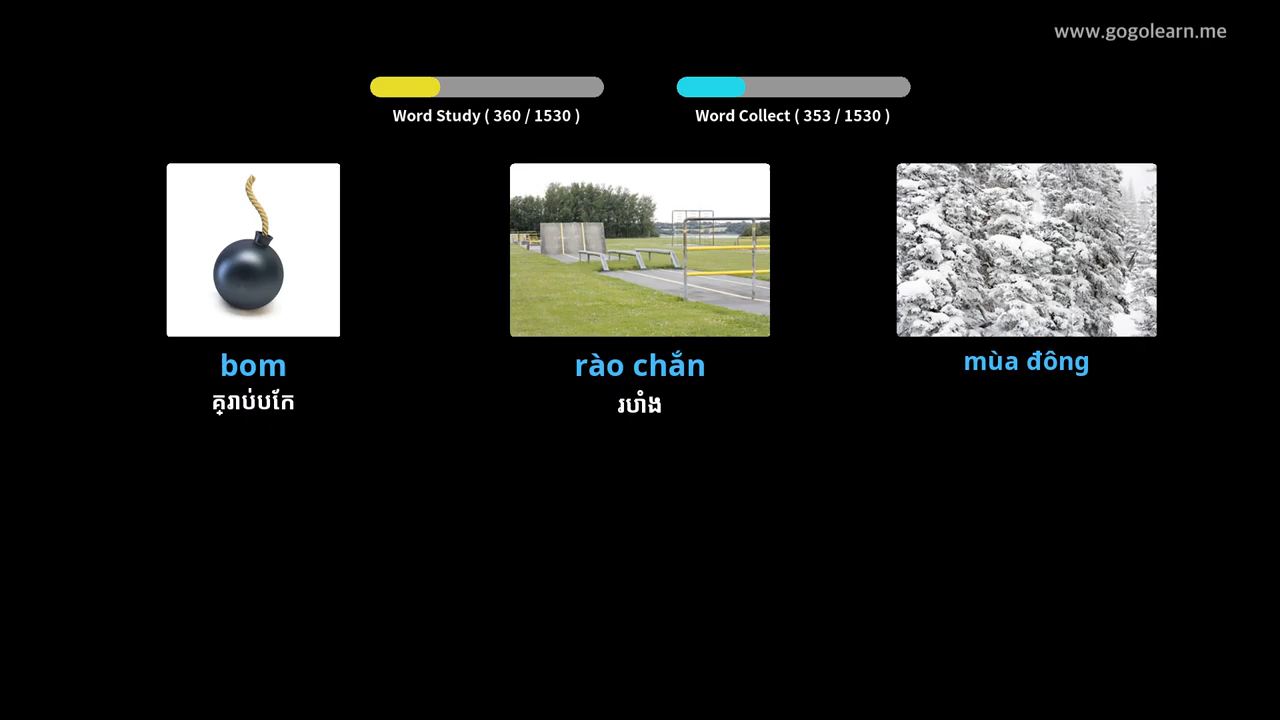 www.gogolearn.me
Word Study ( 360 / 1530 )
Word Collect ( 353 / 1530 )
bom
គ្រាប់បែក
rào chắn
របាំង
mùa đông